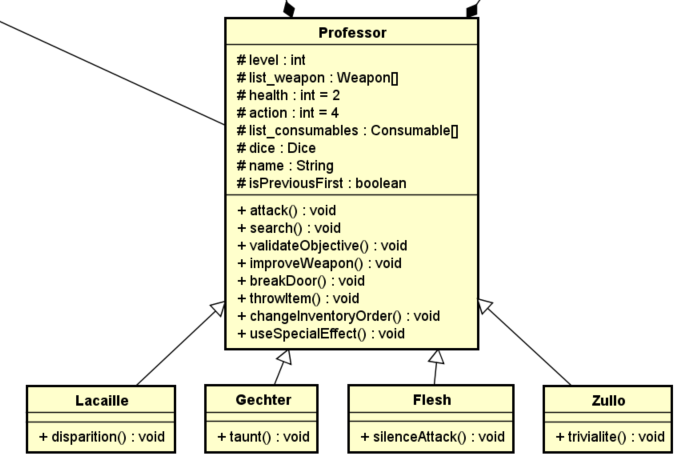 Professor
# level : int
# list_weapon : Weapon[]
# health : int = 2
# action : int = 4
# list_consumables : Consumable[]
# dice : Dice
# name : String
# isPreviousFirst : boolean
+ attack() : void
+ search() : void
+ validateObjective() : void
+ improveWeapon() : void
+ breakDoor() : void
+ throwItem() : void
+ changeInventoryOrder() : void
+ useSpecialEffect() : void
Lacaille
+ disparition() : void
Gechter
+ taunt() : void
Flesh
+ silenceAttack() : void
Zullo
+ trivialite() : void